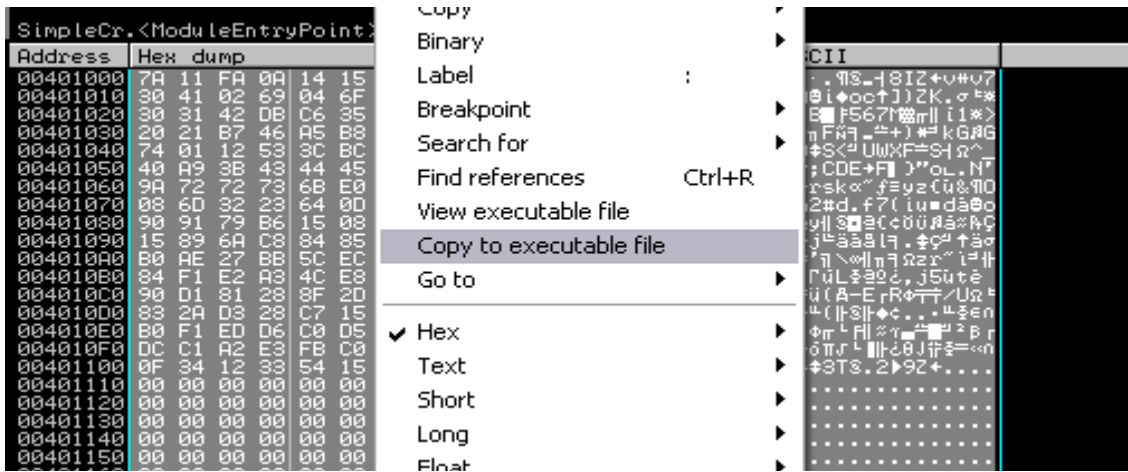 Copy
SimpleCr.<ModuleEntryPoint>
Binary
Address Hex dump CII
Label :
00401000 7A 11 FA 0A 14 15
00401010 30 41 02 69 04 6F
Breakpoint
00401020 30 31 42 DB C6 35
00401030 20 21 B7 46 A5 B8
Search for
00401040 74 01 12 53 3C BC
00401050 40 A9 3B 43 44 45
Find references Ctrl+R
00401060 9A 72 72 73 6B E0
00401070 08 6D 32 23 64 0D
View executable file
00401080 90 91 79 B6 15 08
00401090 15 89 6A C8 84 85
Copy to executable file
004010A0 B0 AE 27 BB 5C EC
004010B0 84 F1 E2 A3 4C E8
Go to
004010C0 90 D1 81 28 8F 2D
004010D0 83 2A D3 28 C7 15
004010E0 B0 F1 ED D6 C0 D5
Hex
004010F0 DC C1 A2 E3 FB C0
00401100 0F 34 12 33 54 15
Text
00401110 00 00 00 00 00 00
00401120 00 00 00 00 00 00
Short
00401130 00 00 00 00 00 00
00401140 00 00 00 00 00 00
Long
00401150 00 00 00 00 00 00
Float